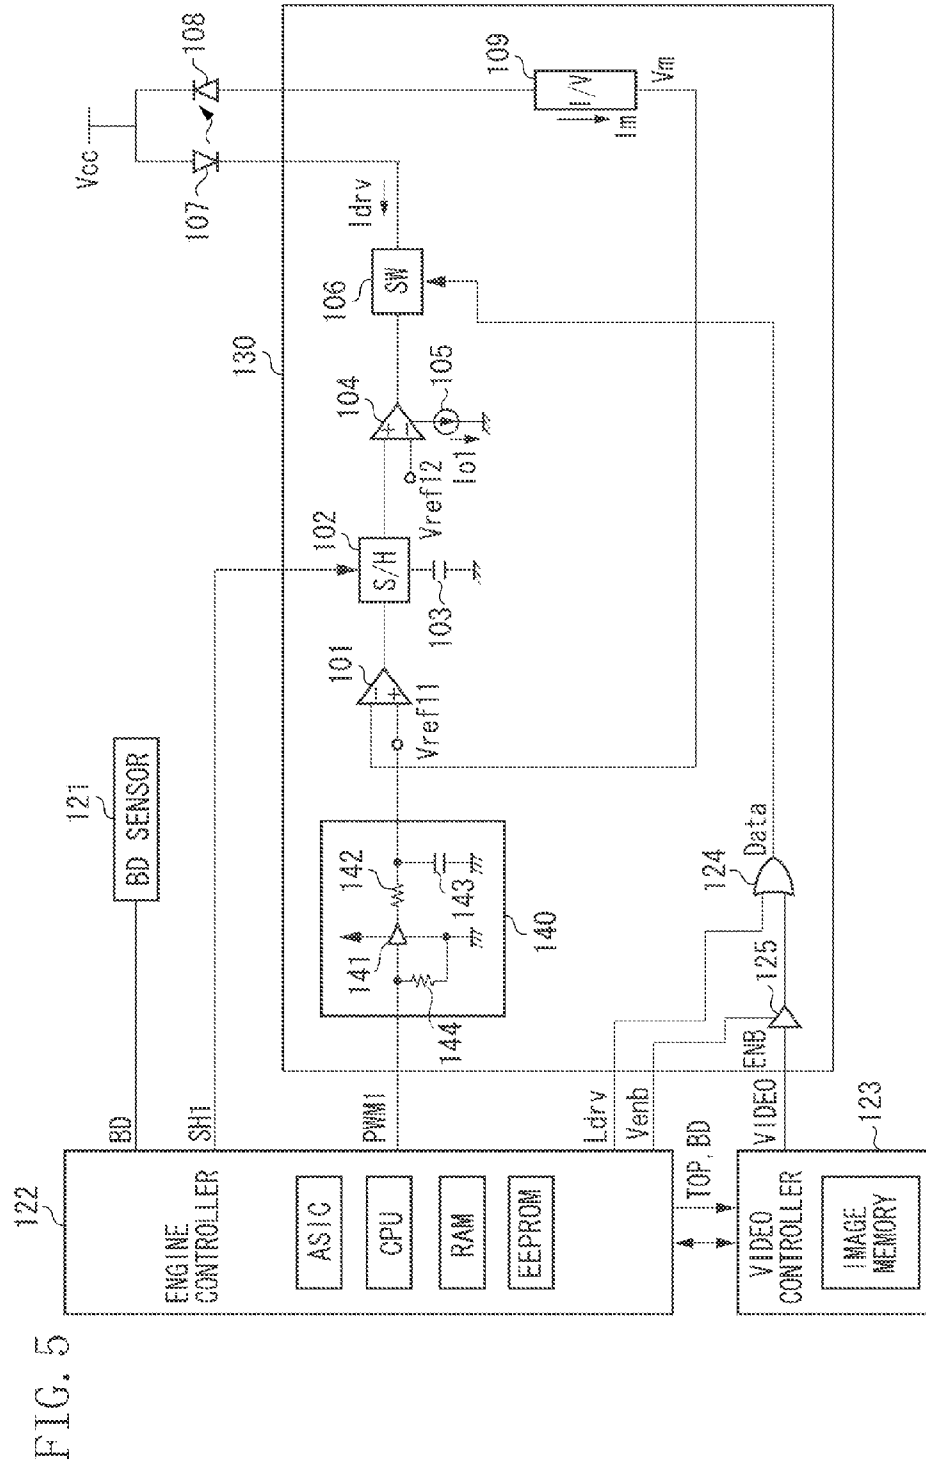 FIG. 5
122
ENGINE
CONTROLLER
ASIC
CPU
RAM
EEPROM
BD
SH1
PWM1
Ldrv
Venb
TOP, BD
VIDEO
CONTROLLER
IMAGE
MEMORY
123
VIDEO
ENB
125
124
Data
121
BD SENSOR
140
141
142
143
144
130
101
Vref11
102
S/H
103
104
Vref12
105
Io1
106
SW
Idrv
107
108
Vcc
109
I/V
Im
Vm